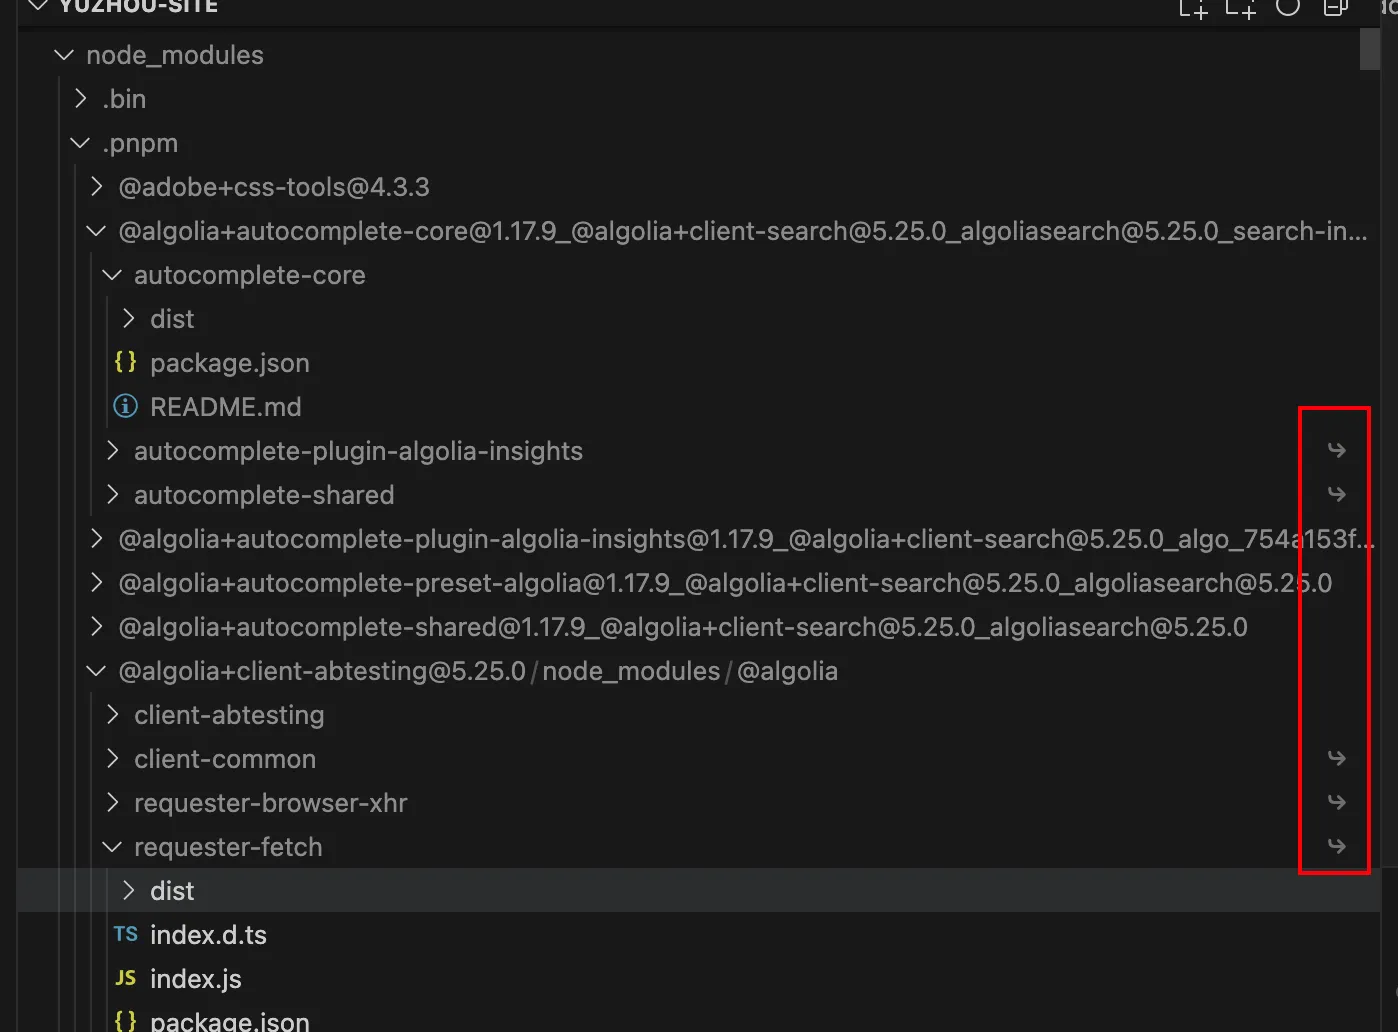 YUZHOU-SITE
node_modules
.bin
.pnpm
@adobe+css-tools@4.3.3
@algolia+autocomplete-core@1.17.9_@algolia+client-search@5.25.0_algoliasearch@5.25.0_search-in...
autocomplete-core
dist
{} package.json
README.md
autocomplete-plugin-algolia-insights
autocomplete-shared
@algolia+autocomplete-plugin-algolia-insights@1.17.9_@algolia+client-search@5.25.0_algo_754a153f...
@algolia+autocomplete-preset-algolia@1.17.9_@algolia+client-search@5.25.0_algoliasearch@5.25.0
@algolia+autocomplete-shared@1.17.9_@algolia+client-search@5.25.0_algoliasearch@5.25.0
@algolia+client-abtesting@5.25.0/node_modules/@algolia
client-abtesting
client-common
requester-browser-xhr
requester-fetch
dist
TS index.d.ts
JS index.js
{} package.json